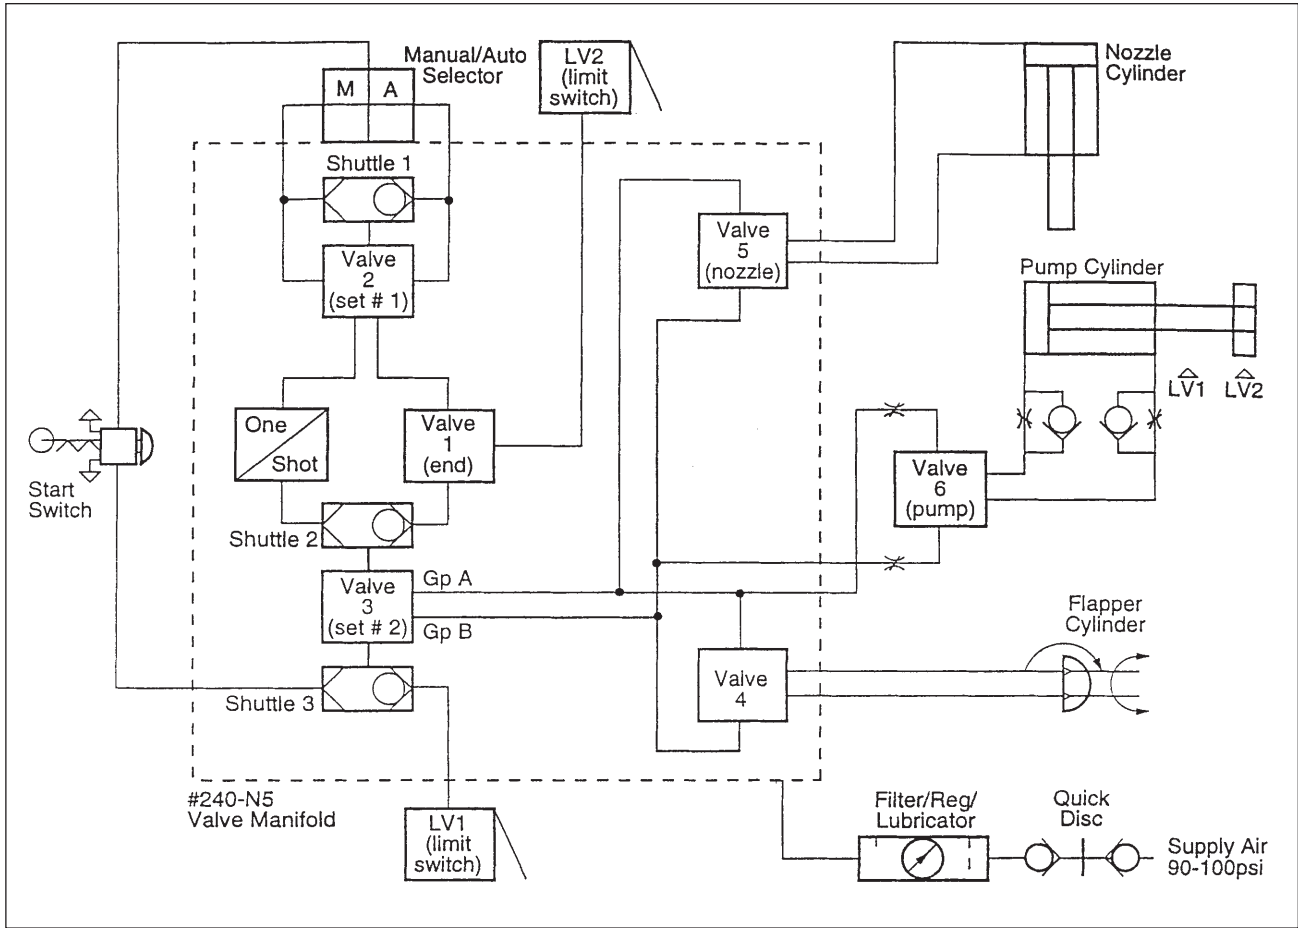 Manual/Auto
Selector
M A
LV2
(limit
switch)
Nozzle
Cylinder
Shuttle 1
Valve
2
(set # 1)
Valve
5
(nozzle)
Pump Cylinder
LV1 LV2
One
Shot
Valve
1
(end)
Start
Switch
Shuttle 2
Valve
6
(pump)
Valve
3
(set # 2)
Gp A
Gp B
Flapper
Cylinder
Shuttle 3
Valve
4
#240-N5
Valve Manifold
LV1
(limit
switch)
Filter/Reg/
Lubricator
Quick
Disc
Supply Air
90-100psi